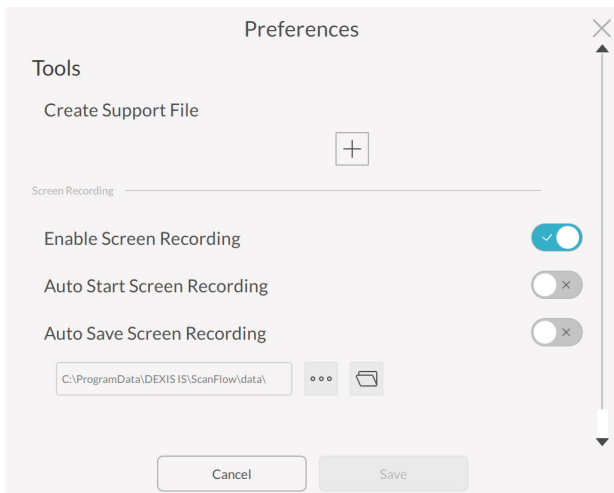 Preferences
Tools
Create Support File
Screen Recording
Enable Screen Recording
Auto Start Screen Recording
Auto Save Screen Recording
C:\ProgramData\DEXIS IS\ScanFlow\data\
Cancel
Save